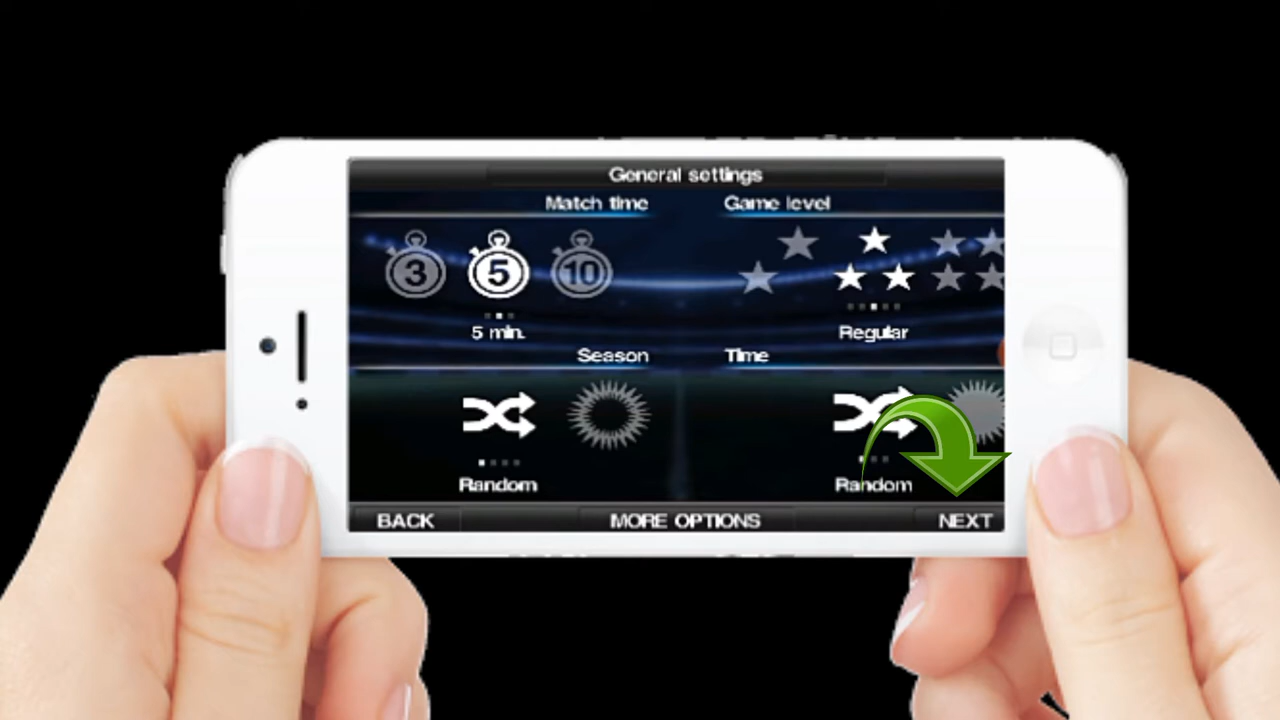 General settings
Match time
Game level
3
5
10
5 min.
Regular
Season
Time
Random
Random
BACK
MORE OPTIONS
NEXT